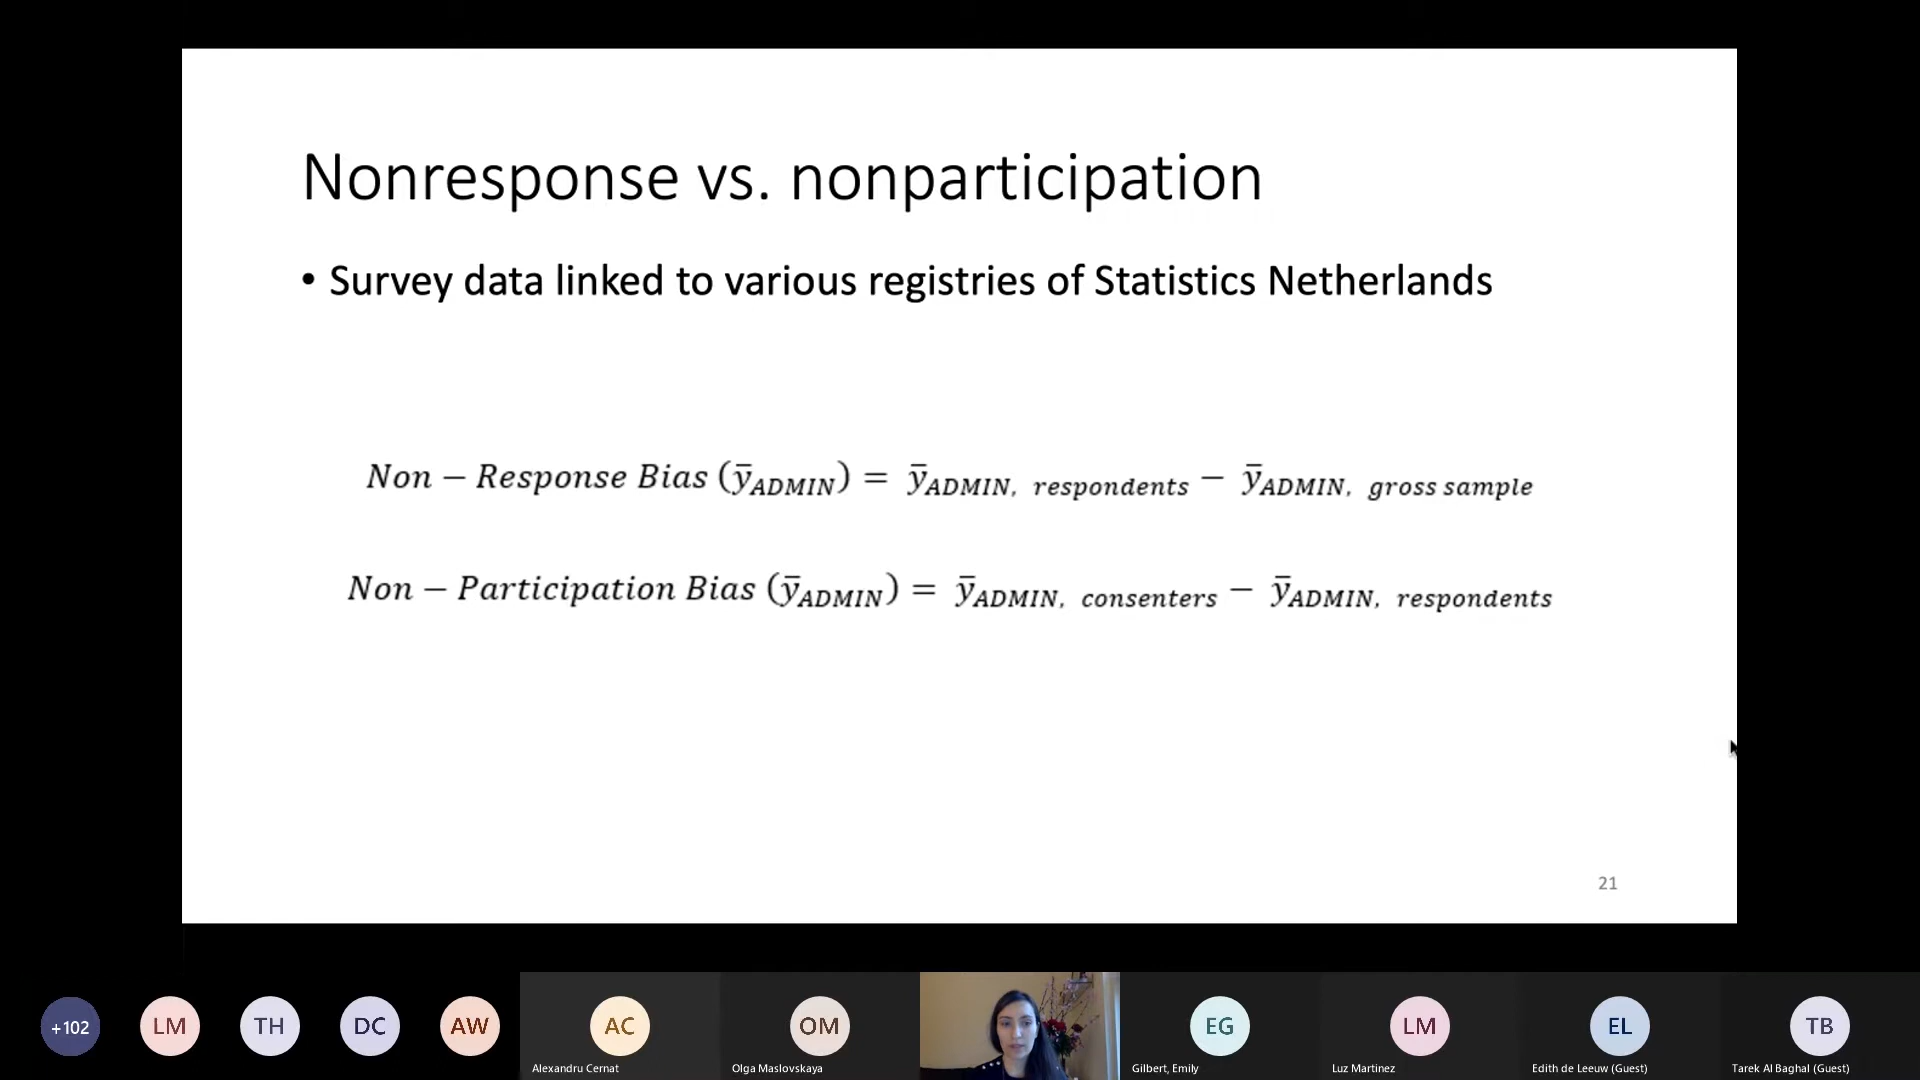 Nonresponse vs. nonparticipation
• Survey data linked to various registries of Statistics Netherlands
Non − Response Bias (ȳADMIN) = ȳADMIN, respondents − ȳADMIN, gross sample
Non − Participation Bias (ȳADMIN) = ȳADMIN, consenters − ȳADMIN, respondents
21
+102 LM TH DC AW AC OM EG LM EL TB
Alexandru Cernat Olga Maslovskaya Gilbert, Emily Luz Martinez Edith de Leeuw (Guest) Tarek Al Baghal (Guest)